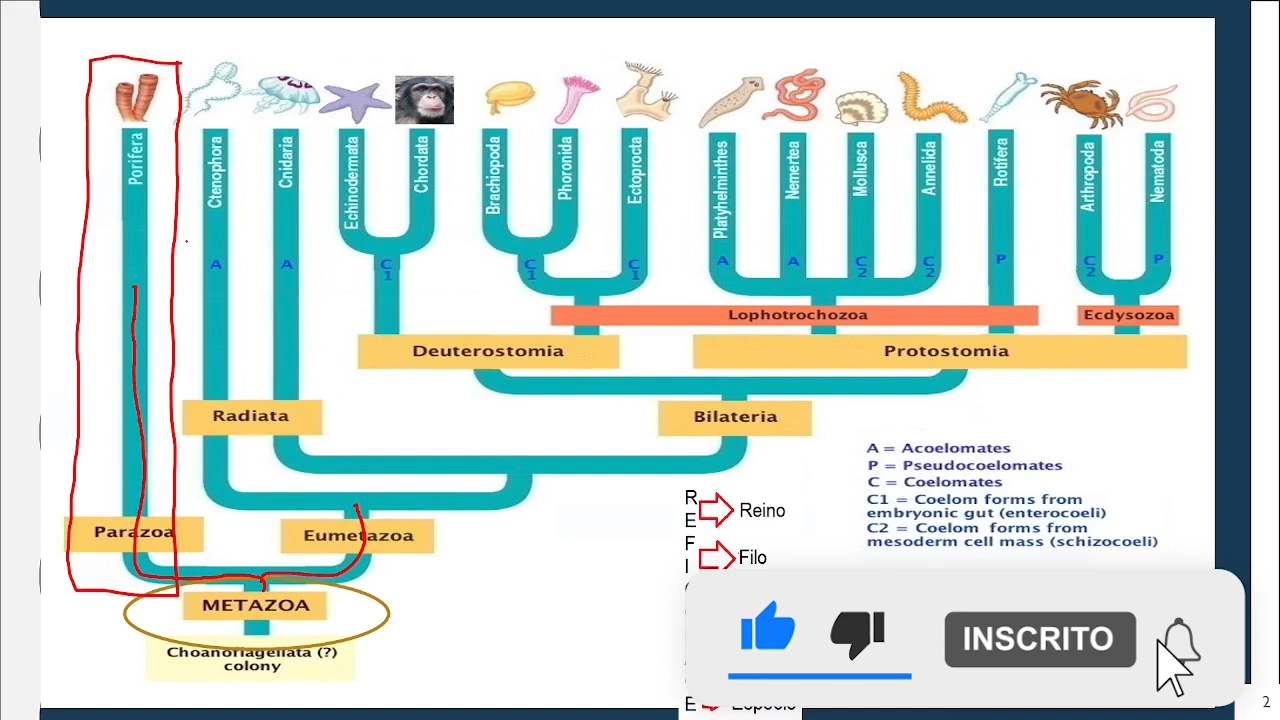 Porifera
Ctenophora
Cnidaria
Echinodermata
Chordata
Brachiopoda
Phoronida
Ectoprocta
Platyhelminthes
Nemertea
Mollusca
Annelida
Rotifera
Arthropoda
Nematoda
A
A
C1
C1
C1
A
A
C2
C2
P
C2
P
Lophotrochozoa
Ecdysozoa
Deuterostomia
Protostomia
Radiata
Bilateria
A = Acoelomates
P = Pseudocoelomates
C = Coelomates
C1 = Coelom forms from
embryonic gut (enterocoeli)
C2 = Coelom forms from
mesoderm cell mass (schizocoeli)
Parazoa
Eumetazoa
METAZOA
Choanoflagellata (?)
colony
R
E
Reino
F
I
Filo
INSCRITO
E
2